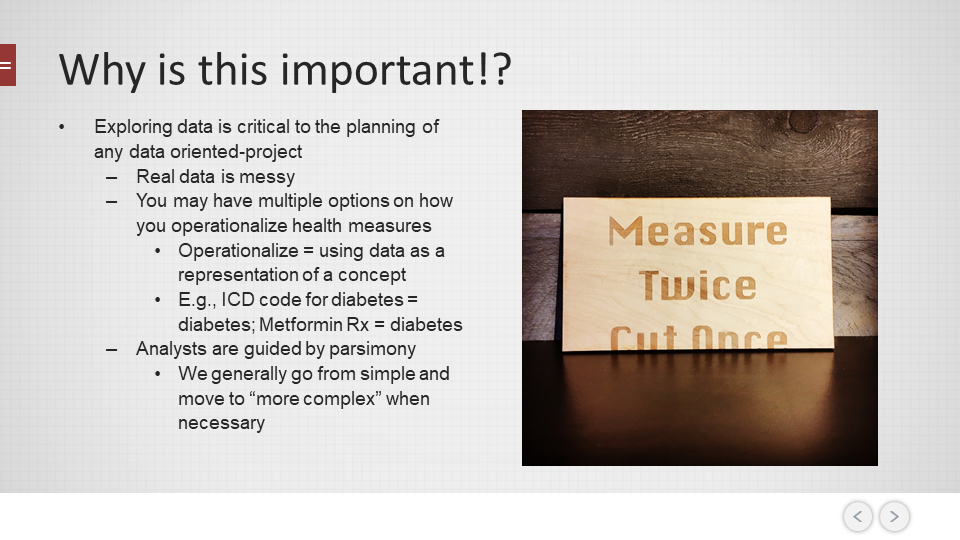 Why is this important!?
• Exploring data is critical to the planning of
any data oriented-project
– Real data is messy
– You may have multiple options on how
you operationalize health measures
• Operationalize = using data as a
representation of a concept
• E.g., ICD code for diabetes =
diabetes; Metformin Rx = diabetes
– Analysts are guided by parsimony
• We generally go from simple and
move to “more complex” when
necessary
Measure
Twice
Cut Once